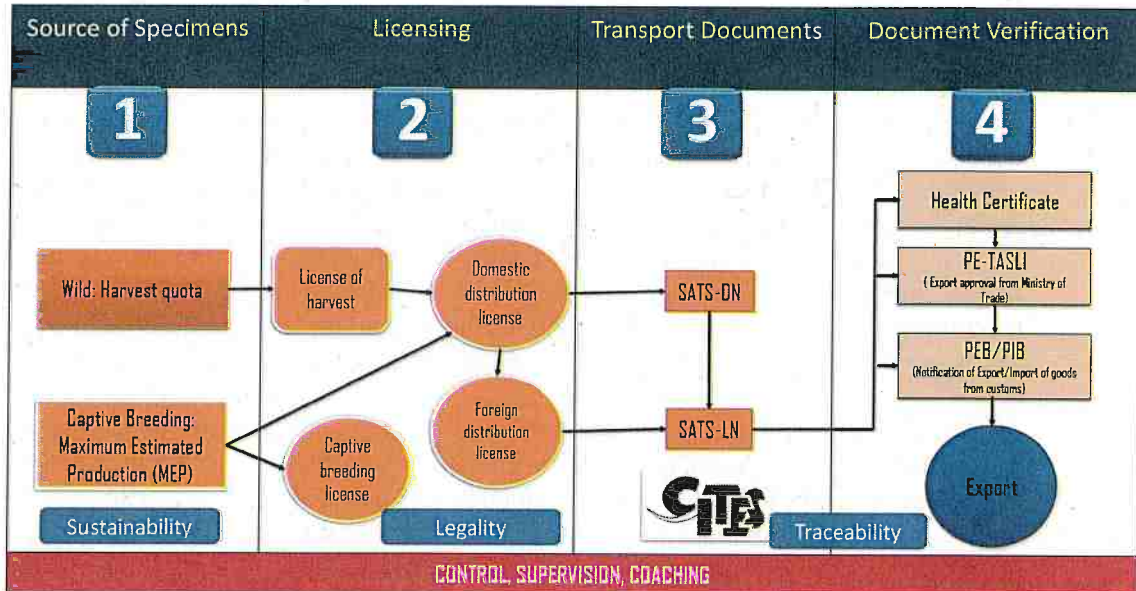 Source of Specimens
Licensing
Transport Documents
Document Verification
1
2
3
4
Wild: Harvest quota
Captive Breeding:
Maximum Estimated
Production (MEP)
Sustainability
License of
harvest
Domestic
distribution
license
Foreign
distribution
license
Captive
breeding
license
Legality
SATS-DN
SATS-LN
CITES
Traceability
Health Certificate
PE-TASLI
( Export approval from Ministry of
Trade)
PEB/PIB
(Notification of Export/Import of goods
from customs)
Export
CONTROL, SUPERVISION, COACHING